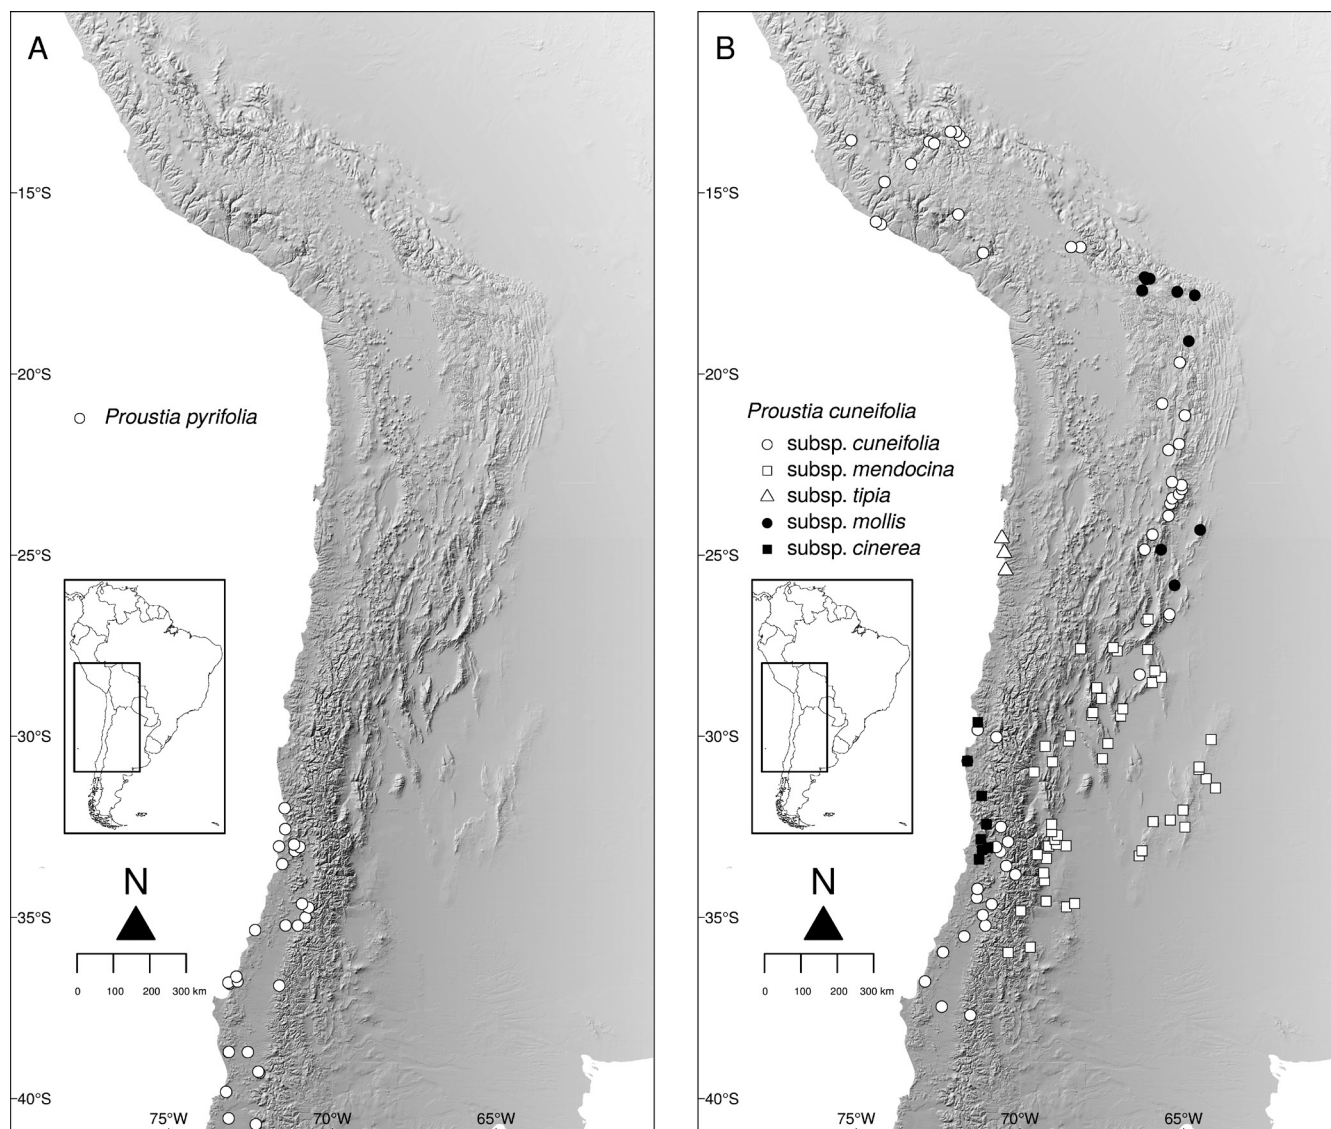 A
15°S
20°S
Proustia pyrifolia
25°S
30°S
N
35°S
0 100 200 300 km
40°S
75°W 70°W 65°W
B
15°S
20°S
Proustia cuneifolia
subsp. cuneifolia
subsp. mendocina
subsp. tipia
subsp. mollis
subsp. cinerea
25°S
30°S
N
35°S
0 100 200 300 km
40°S
75°W 70°W 65°W